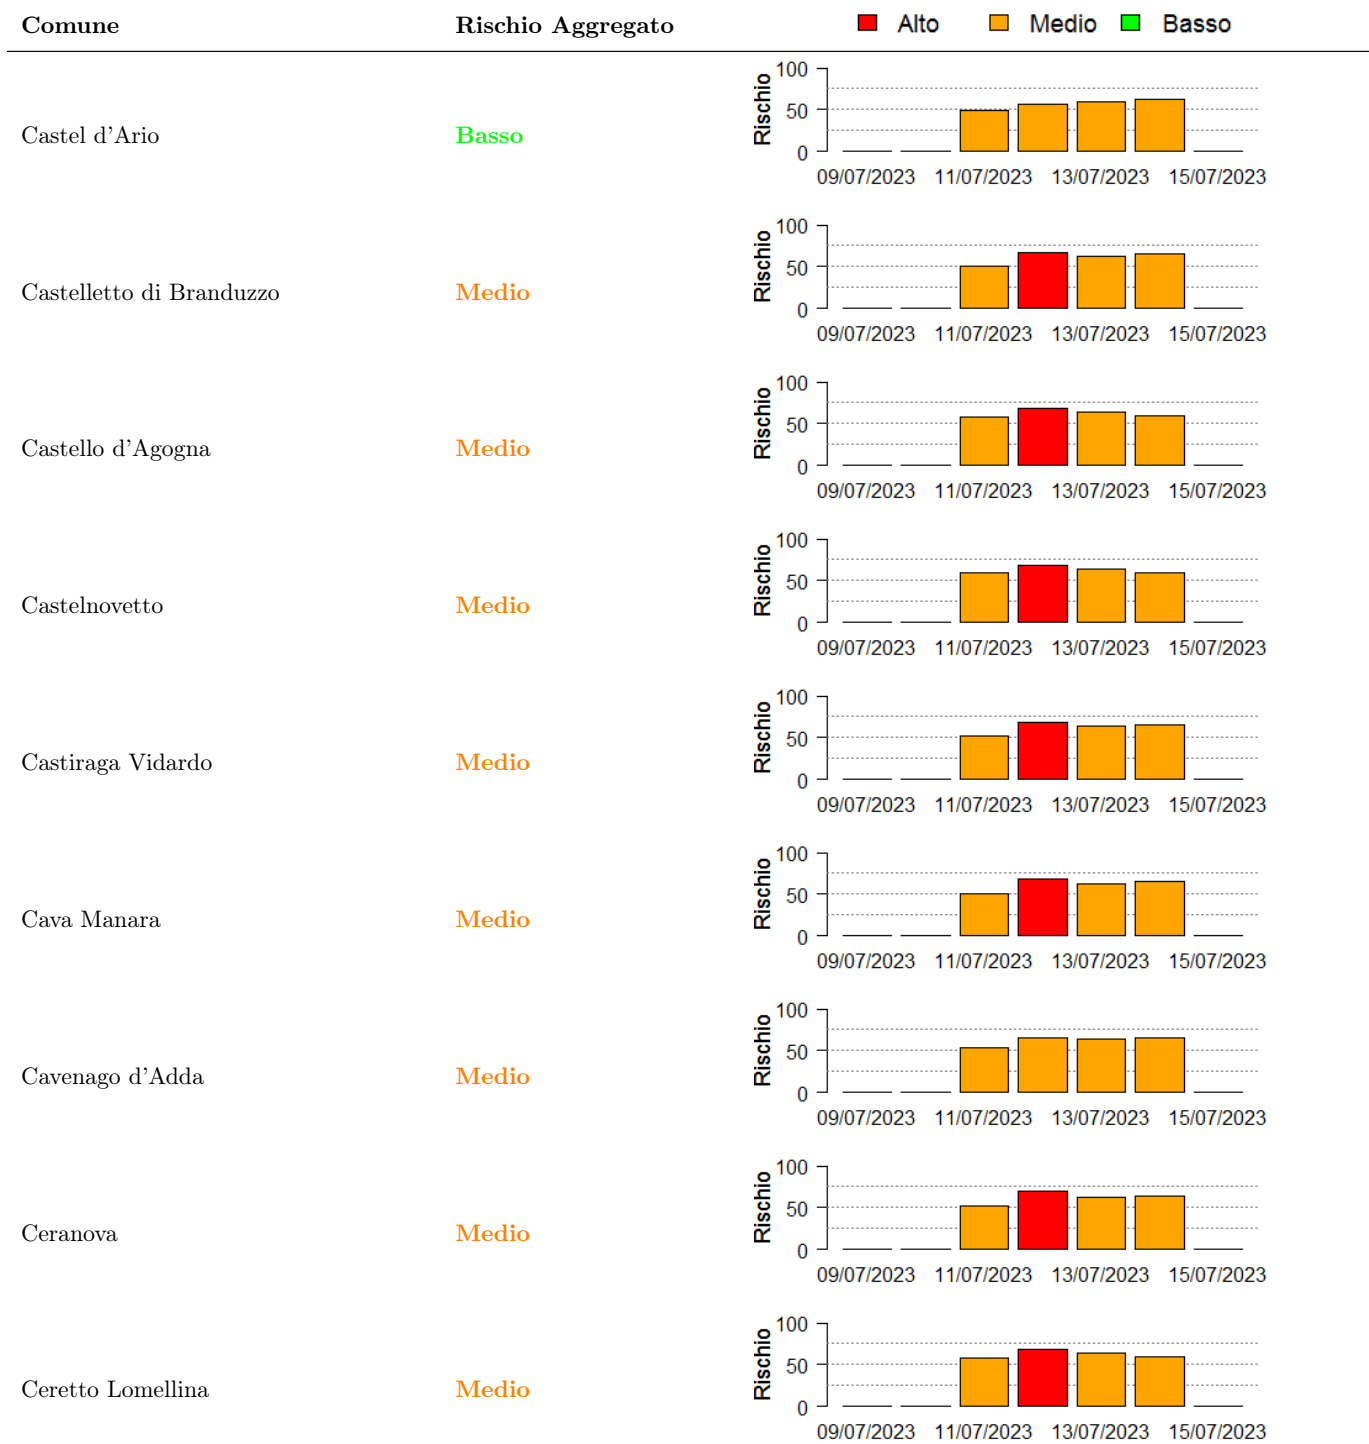 Comune Rischio Aggregato Alto Medio Basso
Castel d'Ario Basso
Rischio
100
50
0
09/07/2023 11/07/2023 13/07/2023 15/07/2023
Castelletto di Branduzzo Medio
Rischio
100
50
0
09/07/2023 11/07/2023 13/07/2023 15/07/2023
Castello d'Agogna Medio
Rischio
100
50
0
09/07/2023 11/07/2023 13/07/2023 15/07/2023
Castelnovetto Medio
Rischio
100
50
0
09/07/2023 11/07/2023 13/07/2023 15/07/2023
Castiraga Vidardo Medio
Rischio
100
50
0
09/07/2023 11/07/2023 13/07/2023 15/07/2023
Cava Manara Medio
Rischio
100
50
0
09/07/2023 11/07/2023 13/07/2023 15/07/2023
Cavenago d'Adda Medio
Rischio
100
50
0
09/07/2023 11/07/2023 13/07/2023 15/07/2023
Ceranova Medio
Rischio
100
50
0
09/07/2023 11/07/2023 13/07/2023 15/07/2023
Ceretto Lomellina Medio
Rischio
100
50
0
09/07/2023 11/07/2023 13/07/2023 15/07/2023